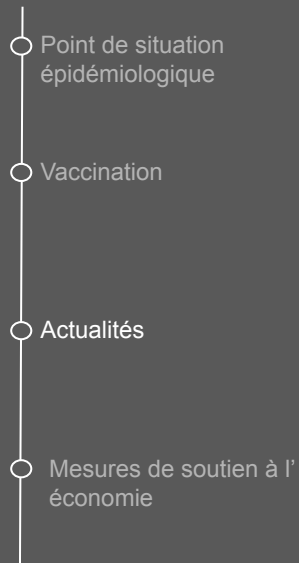 Point de situation
épidémiologique
Vaccination
Actualités
Mesures de soutien à l’
économie